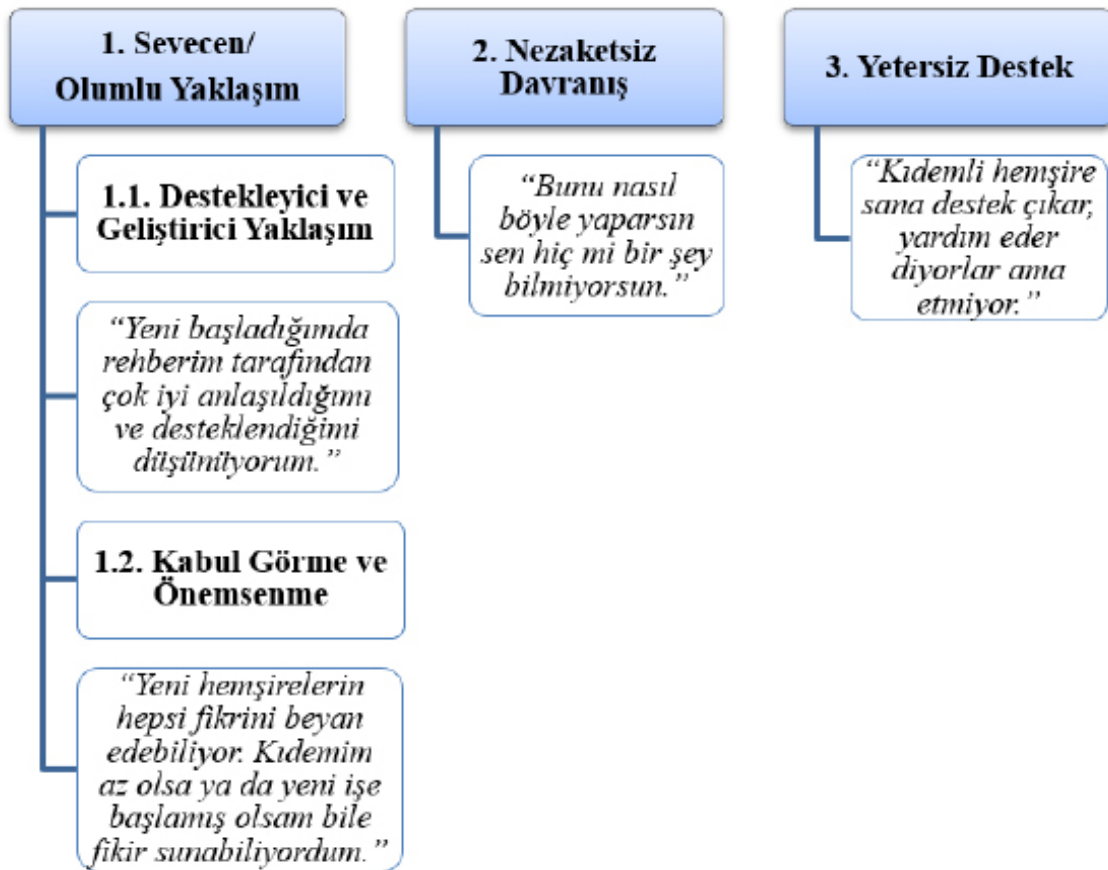 1. Sevecen/
Olumlu Yaklaşım
1.1. Destekleyici ve
Geliştirici Yaklaşım
“Yeni başladığımda
rehberim tarafından
çok iyi anlaşıldığımı
ve desteklendiğimi
düşünüyorum.”
1.2. Kabul Görme ve
Önemsenme
“Yeni hemşirelerin
hepsi fikrini beyan
edebiliyor. Kıdemim
az olsa ya da yeni işe
başlamış olsam bile
fikir sunabiliyordum.”
2. Nezaketsiz
Davranış
“Bunu nasıl
böyle yaparsın
sen hiç mi bir şey
bilmiyorsun.”
3. Yetersiz Destek
“Kıdemli hemşire
sana destek çıkar,
yardım eder
diyorlar ama
etmiyor.”